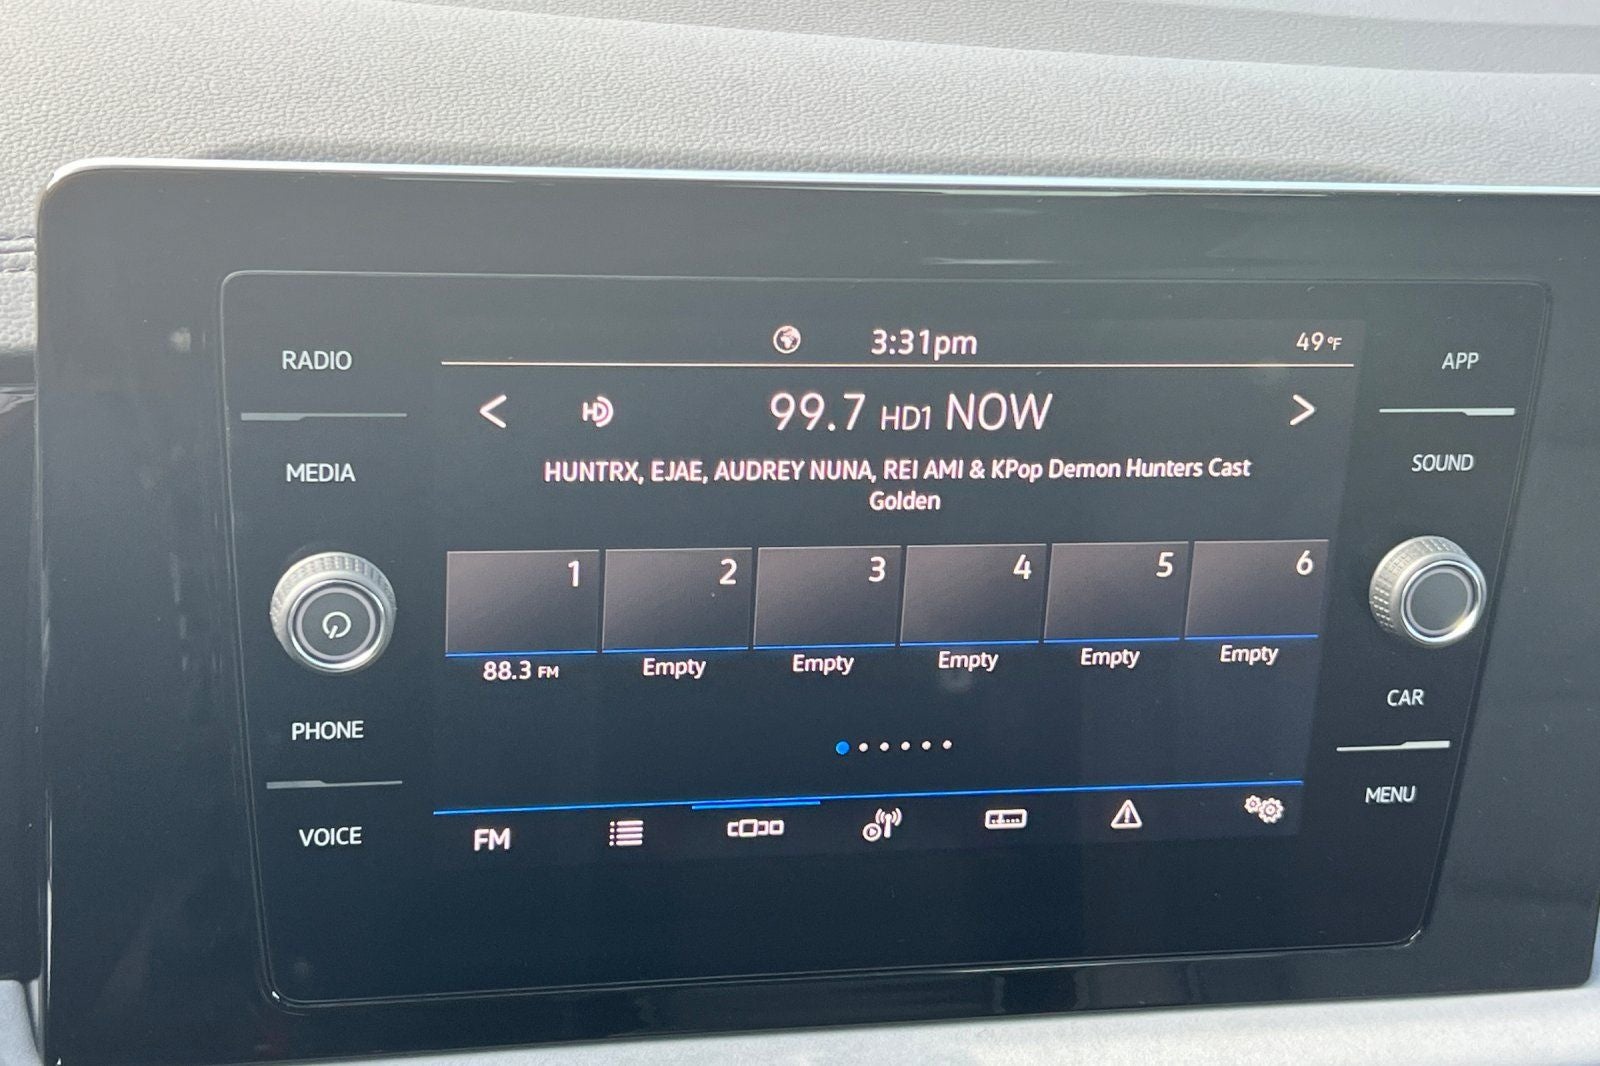 3:31pm
49°F
RADIO
APP
99.7 HD1 NOW
HD
MEDIA
HUNTRX, EJAE, AUDREY NUNA, REI AMI & KPop Demon Hunters Cast
Golden
SOUND
1 2 3 4 5 6
88.3 FM Empty Empty Empty Empty Empty
PHONE
CAR
VOICE
MENU
FM